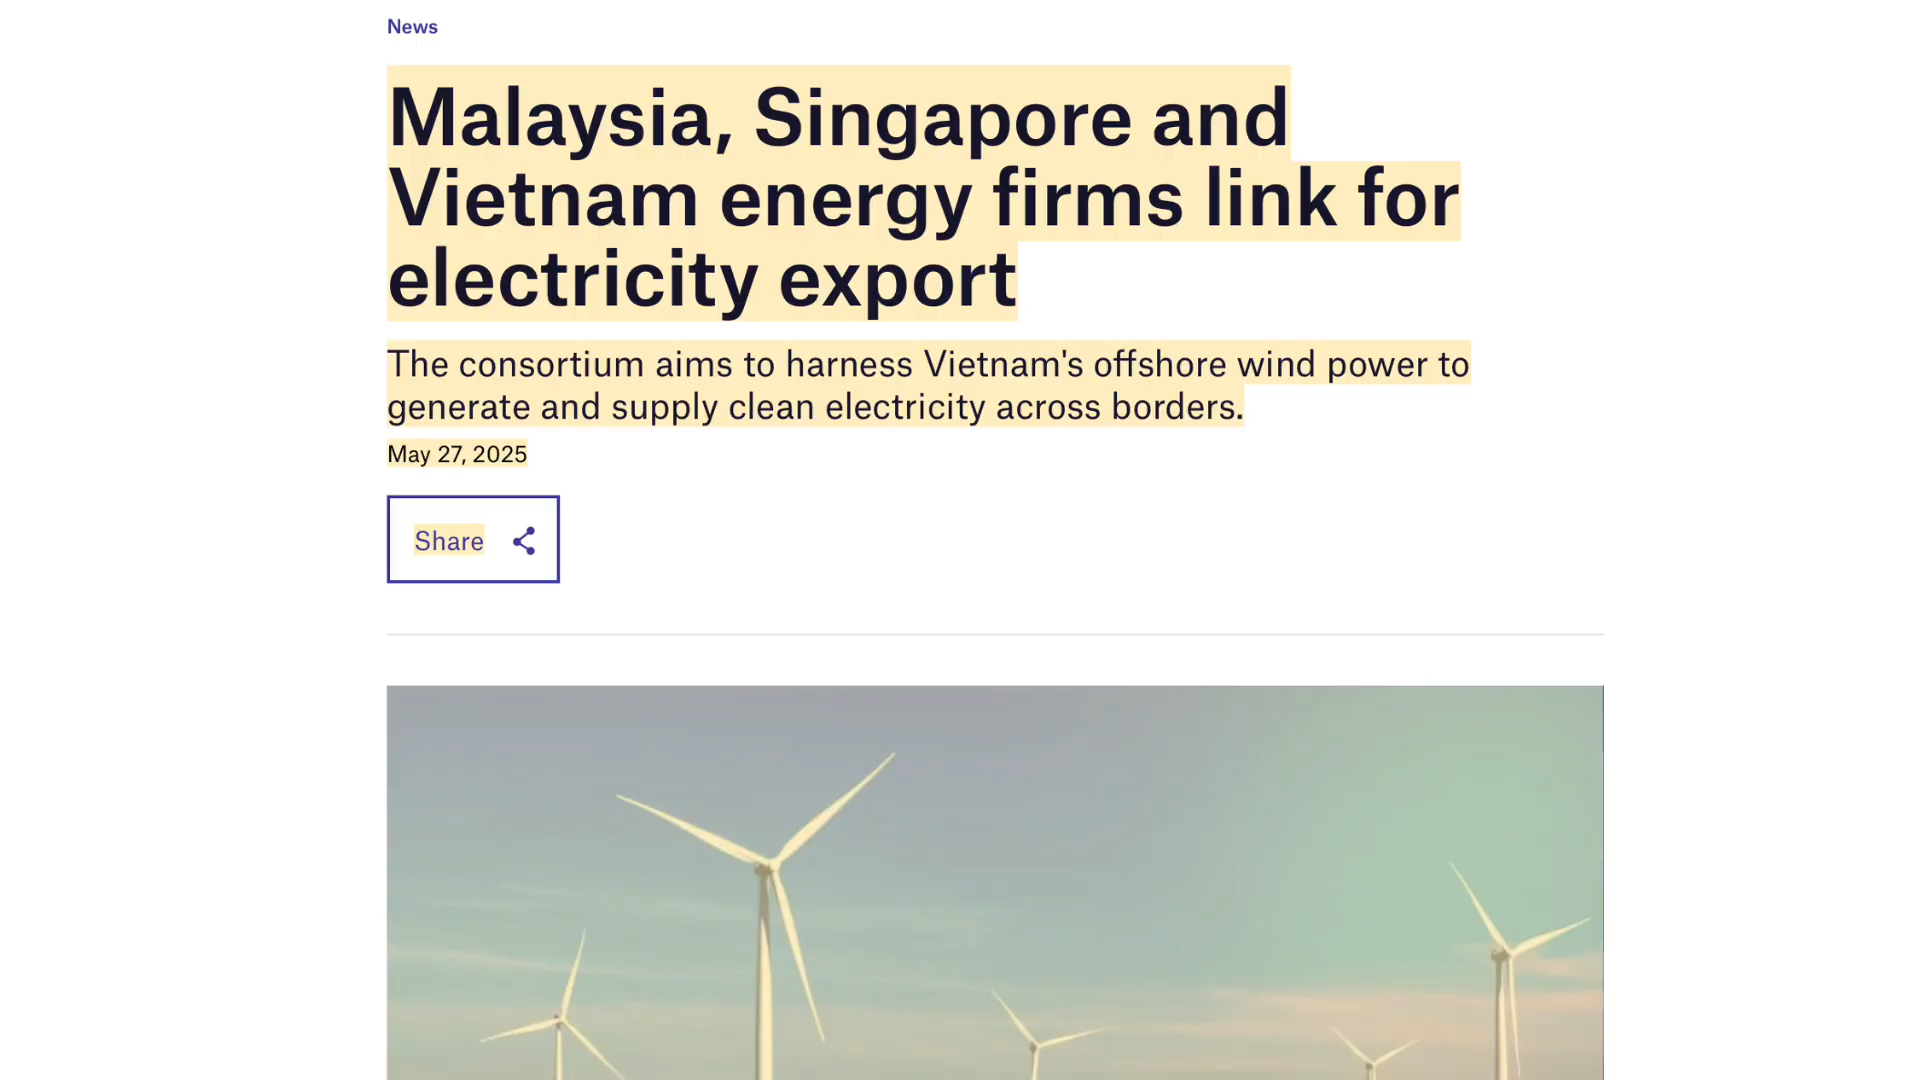 News
Malaysia, Singapore and
Vietnam energy firms link for
electricity export
The consortium aims to harness Vietnam's offshore wind power to
generate and supply clean electricity across borders.
May 27, 2025
Share